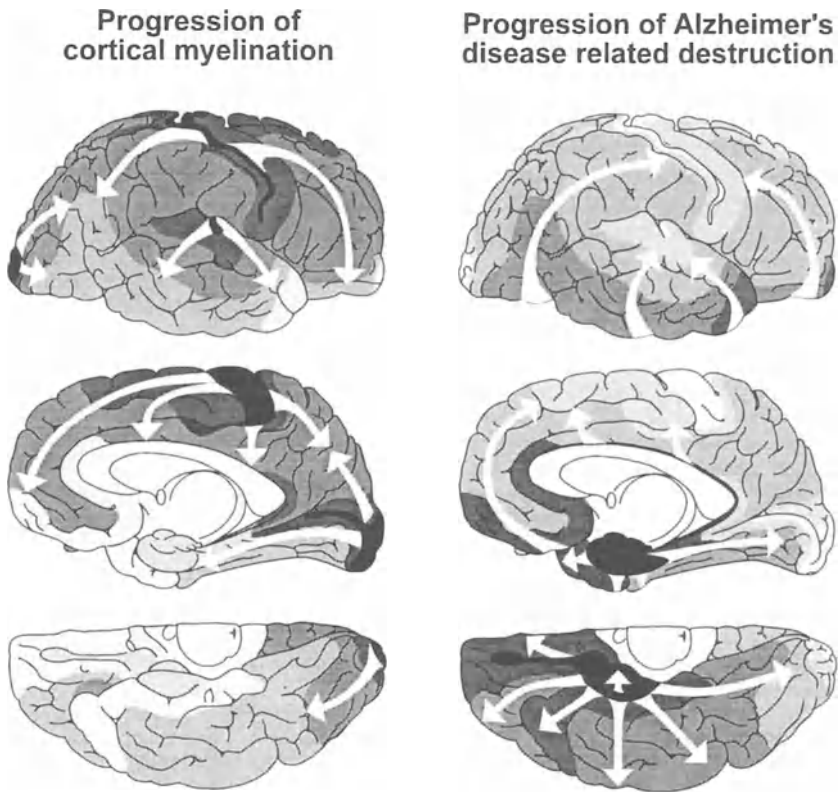 Progression of
cortical myelination
Progression of Alzheimer's
disease related destruction